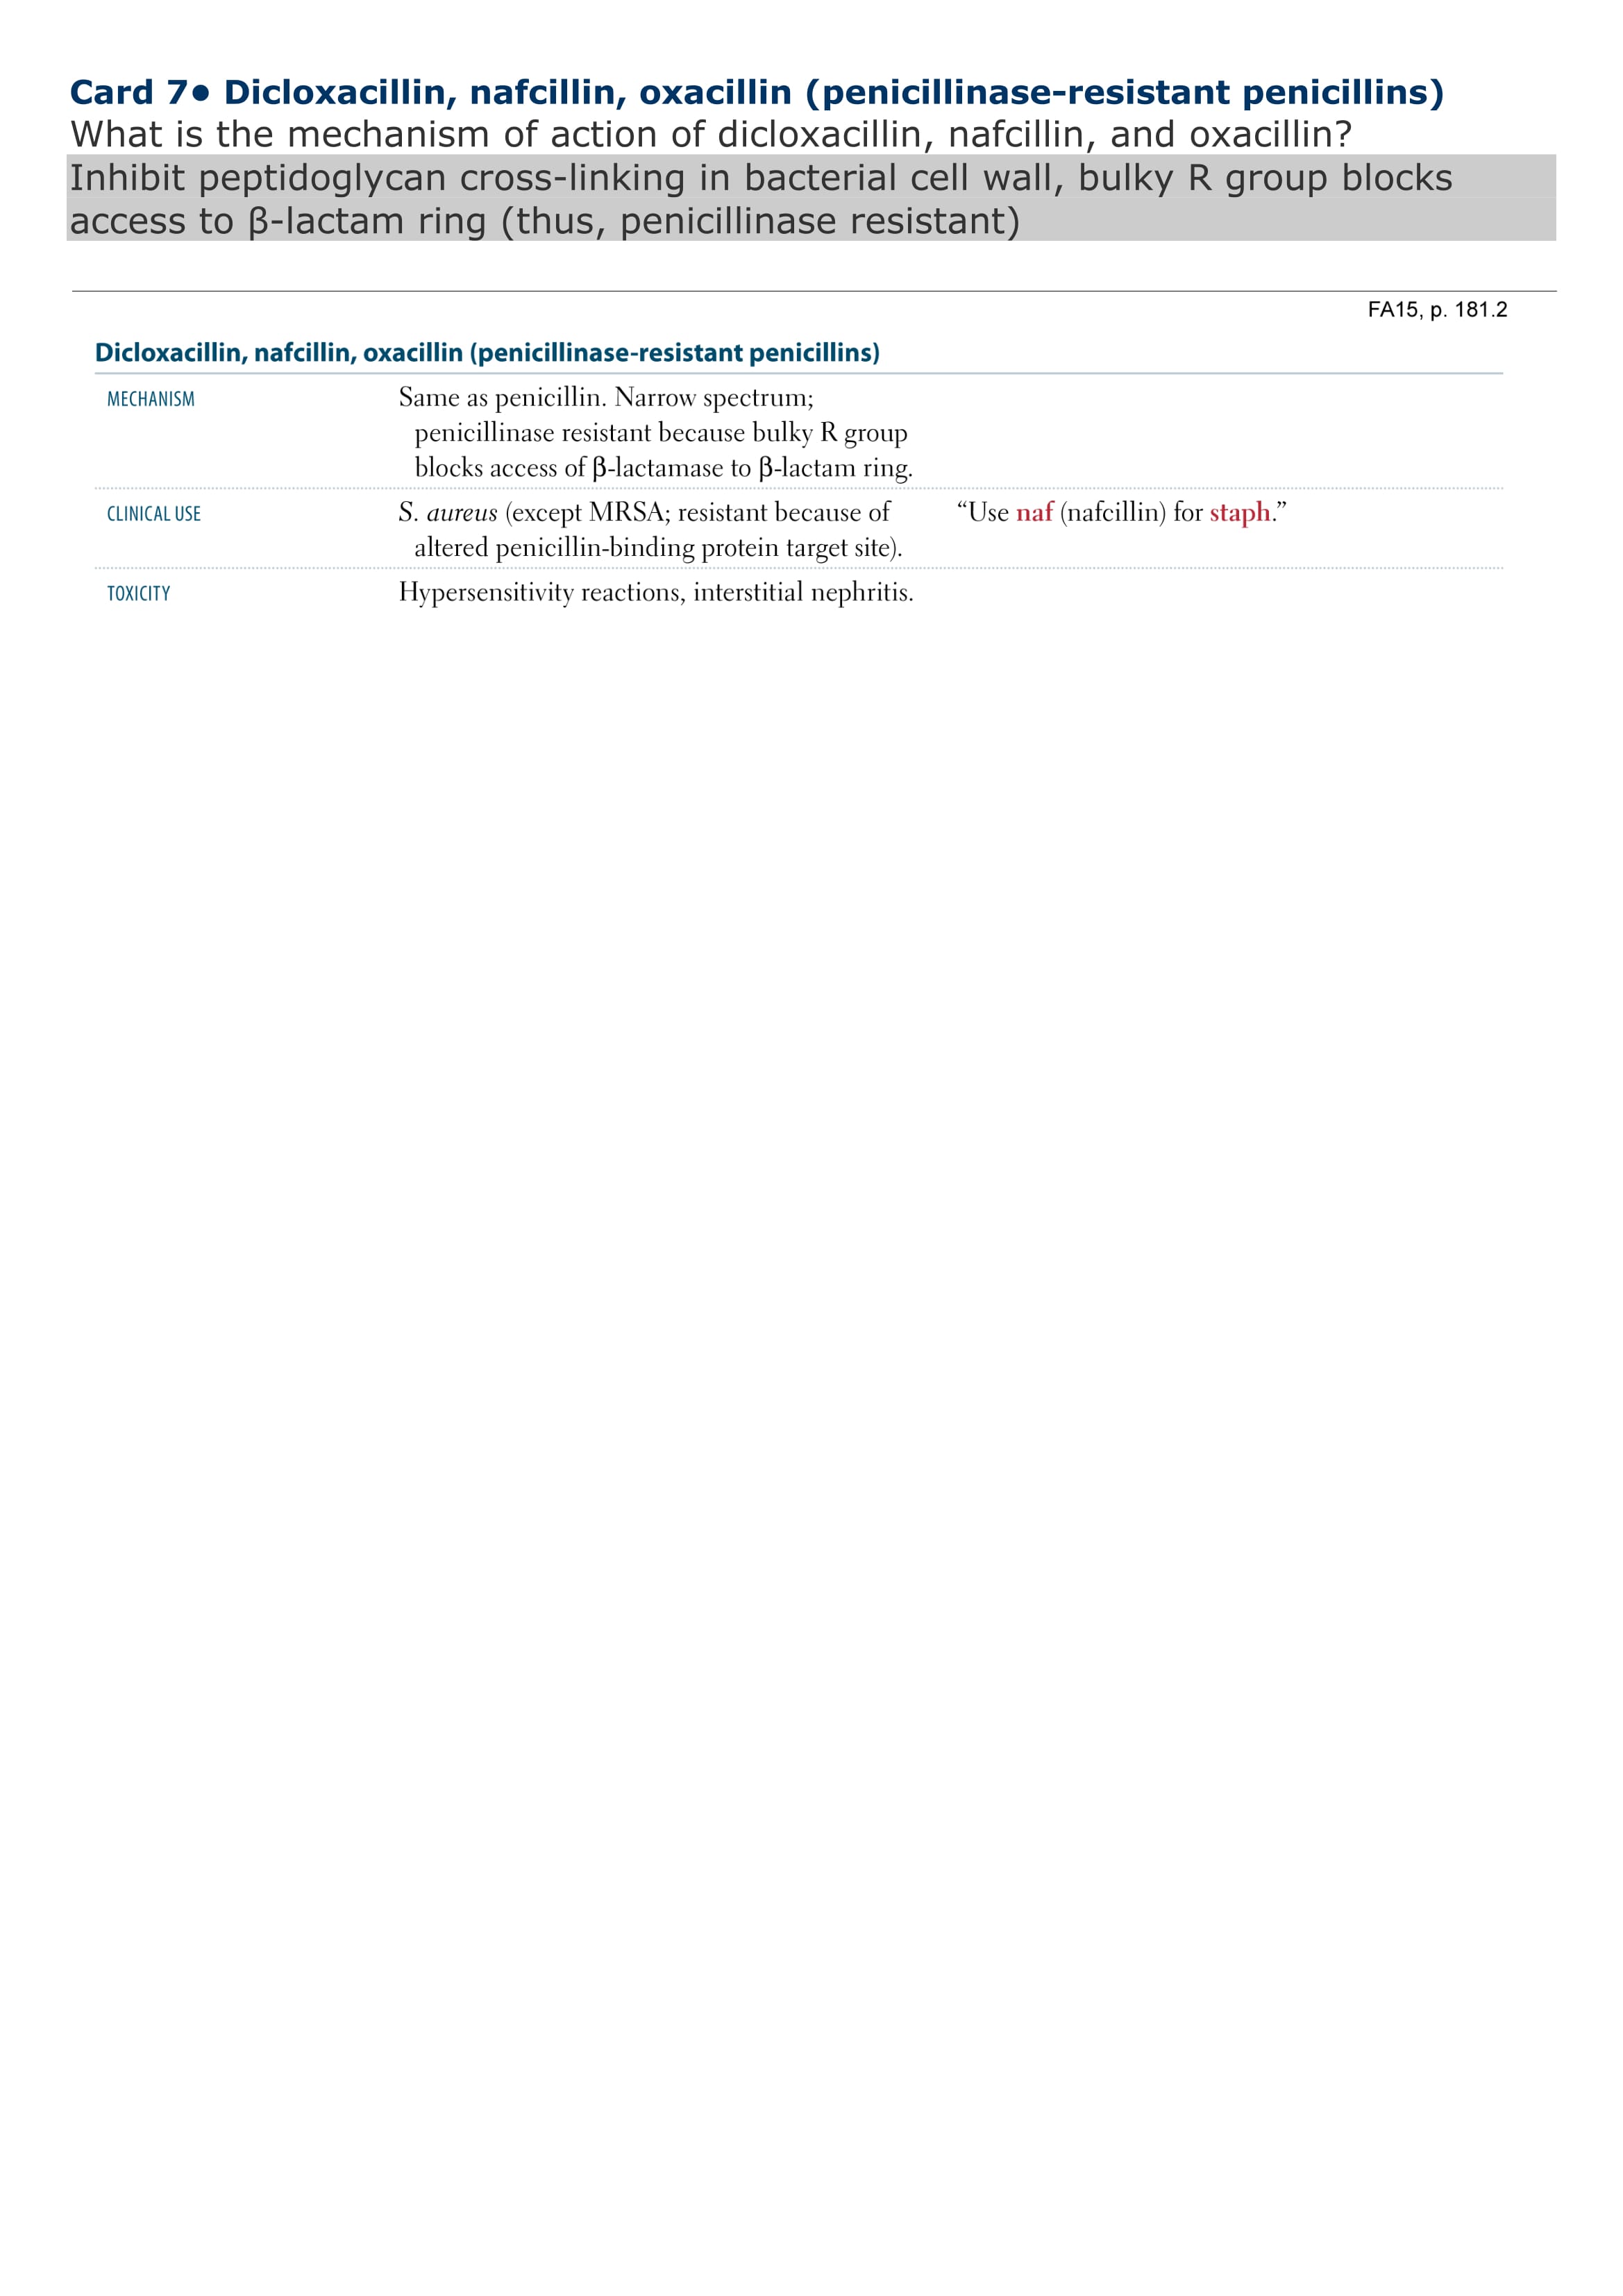 Card 7● Dicloxacillin, nafcillin, oxacillin (penicillinase-resistant penicillins)
What is the mechanism of action of dicloxacillin, nafcillin, and oxacillin?
Inhibit peptidoglycan cross-linking in bacterial cell wall, bulky R group blocks
access to β-lactam ring (thus, penicillinase resistant)
FA15, p. 181.2
Dicloxacillin, nafcillin, oxacillin (penicillinase-resistant penicillins)
MECHANISM
Same as penicillin. Narrow spectrum;
penicillinase resistant because bulky R group
blocks access of β-lactamase to β-lactam ring.
CLINICAL USE
S. aureus (except MRSA; resistant because of
altered penicillin-binding protein target site).
“Use naf (nafcillin) for staph.”
TOXICITY
Hypersensitivity reactions, interstitial nephritis.